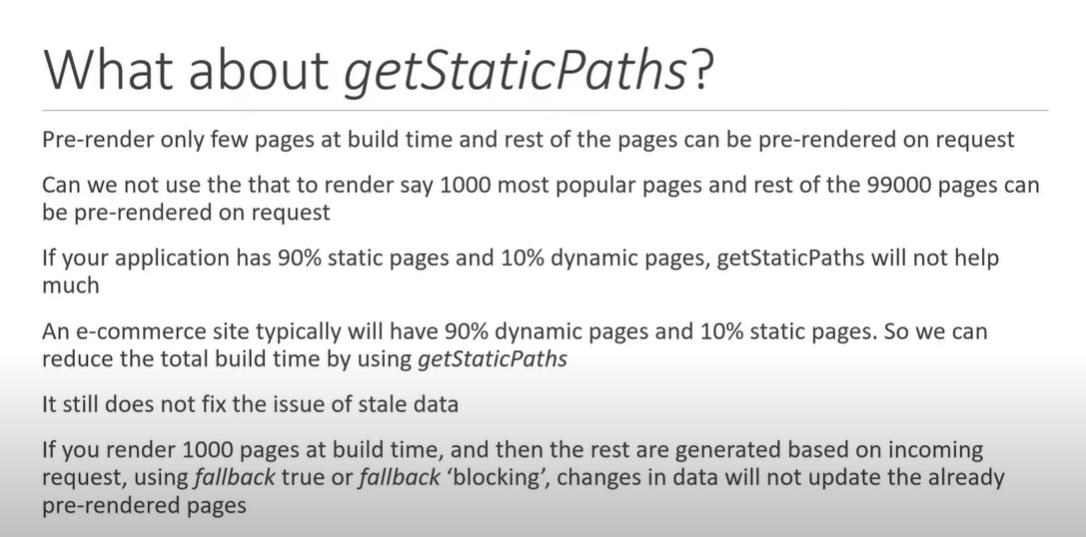 What about getStaticPaths?
Pre-render only few pages at build time and rest of the pages can be pre-rendered on request
Can we not use the that to render say 1000 most popular pages and rest of the 99000 pages can
be pre-rendered on request
If your application has 90% static pages and 10% dynamic pages, getStaticPaths will not help
much
An e-commerce site typically will have 90% dynamic pages and 10% static pages. So we can
reduce the total build time by using getStaticPaths
It still does not fix the issue of stale data
If you render 1000 pages at build time, and then the rest are generated based on incoming
request, using fallback true or fallback ‘blocking’, changes in data will not update the already
pre-rendered pages